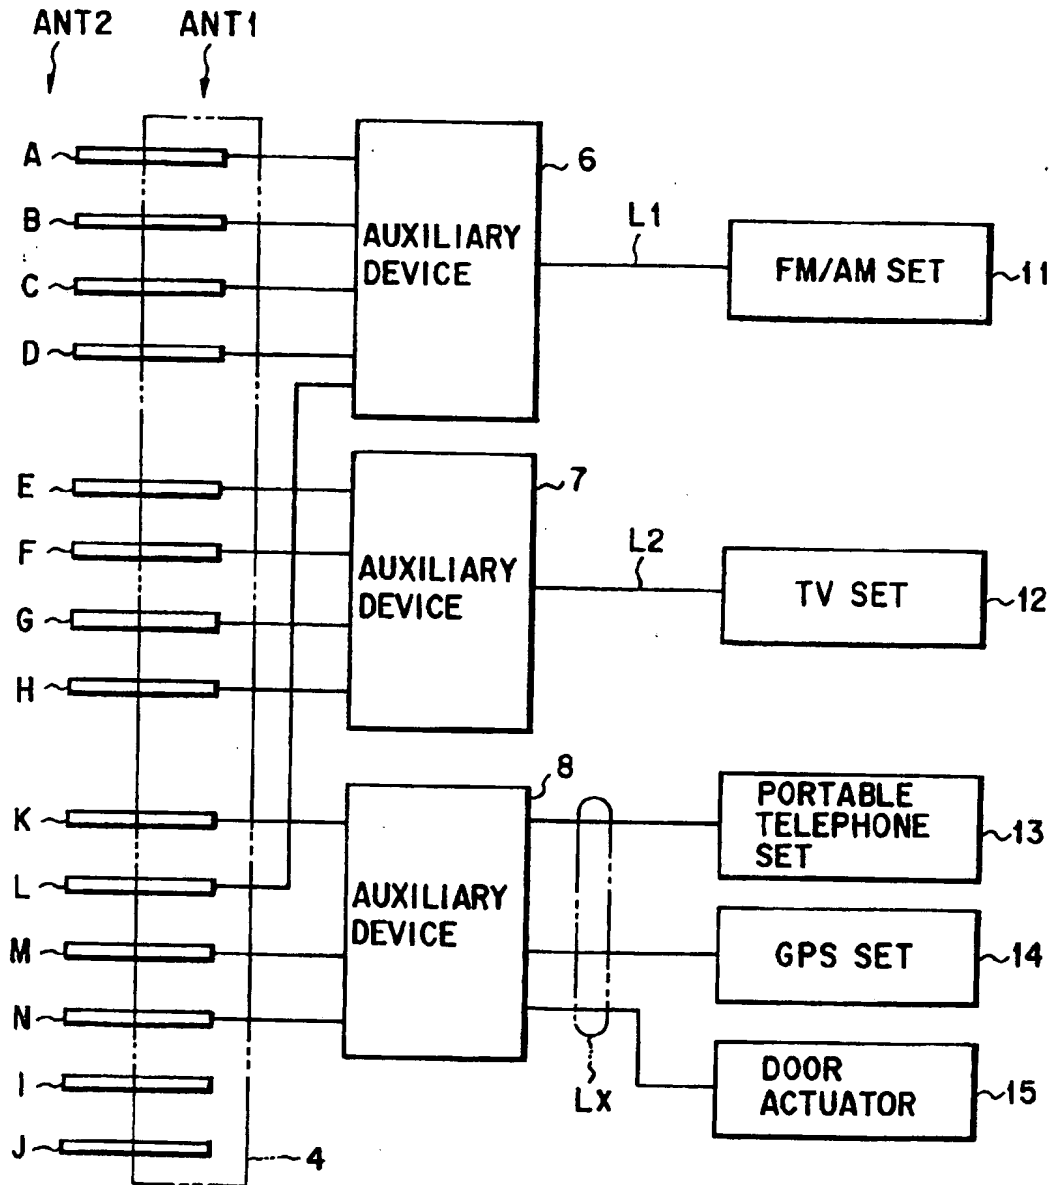 ANT2 ANT1
A
B
C
D
E
F
G
H
K
L
M
N
I
J
4
AUXILIARY
DEVICE
6
L1
FM/AM SET
11
AUXILIARY
DEVICE
7
L2
TV SET
12
AUXILIARY
DEVICE
8
LX
PORTABLE
TELEPHONE
SET
13
GPS SET
14
DOOR
ACTUATOR
15